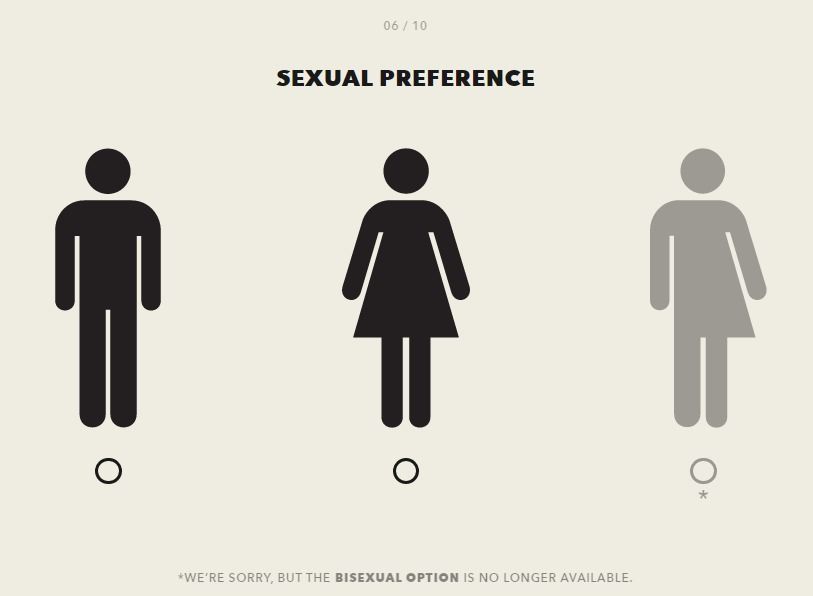 06 / 10
SEXUAL PREFERENCE
*
*WE'RE SORRY, BUT THE BISEXUAL OPTION IS NO LONGER AVAILABLE.